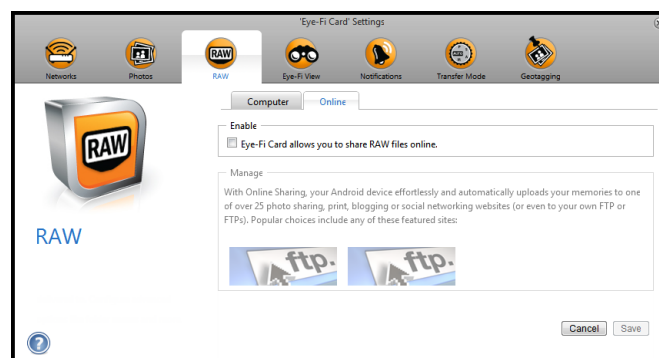 'Eye-Fi Card' Settings
RAW
Networks
Photos
RAW
Eye-Fi View
Notifications
Transfer Mode
Geotagging
Computer
Online
Enable
Eye-Fi Card allows you to share RAW files online.
RAW
Manage
With Online Sharing, your Android device effortlessly and automatically uploads your memories to one
of over 25 photo sharing, print, blogging or social networking websites (or even to your own FTP or
FTPs). Popular choices include any of these featured sites:
RAW
ftp.
ftp.
Cancel
Save
?